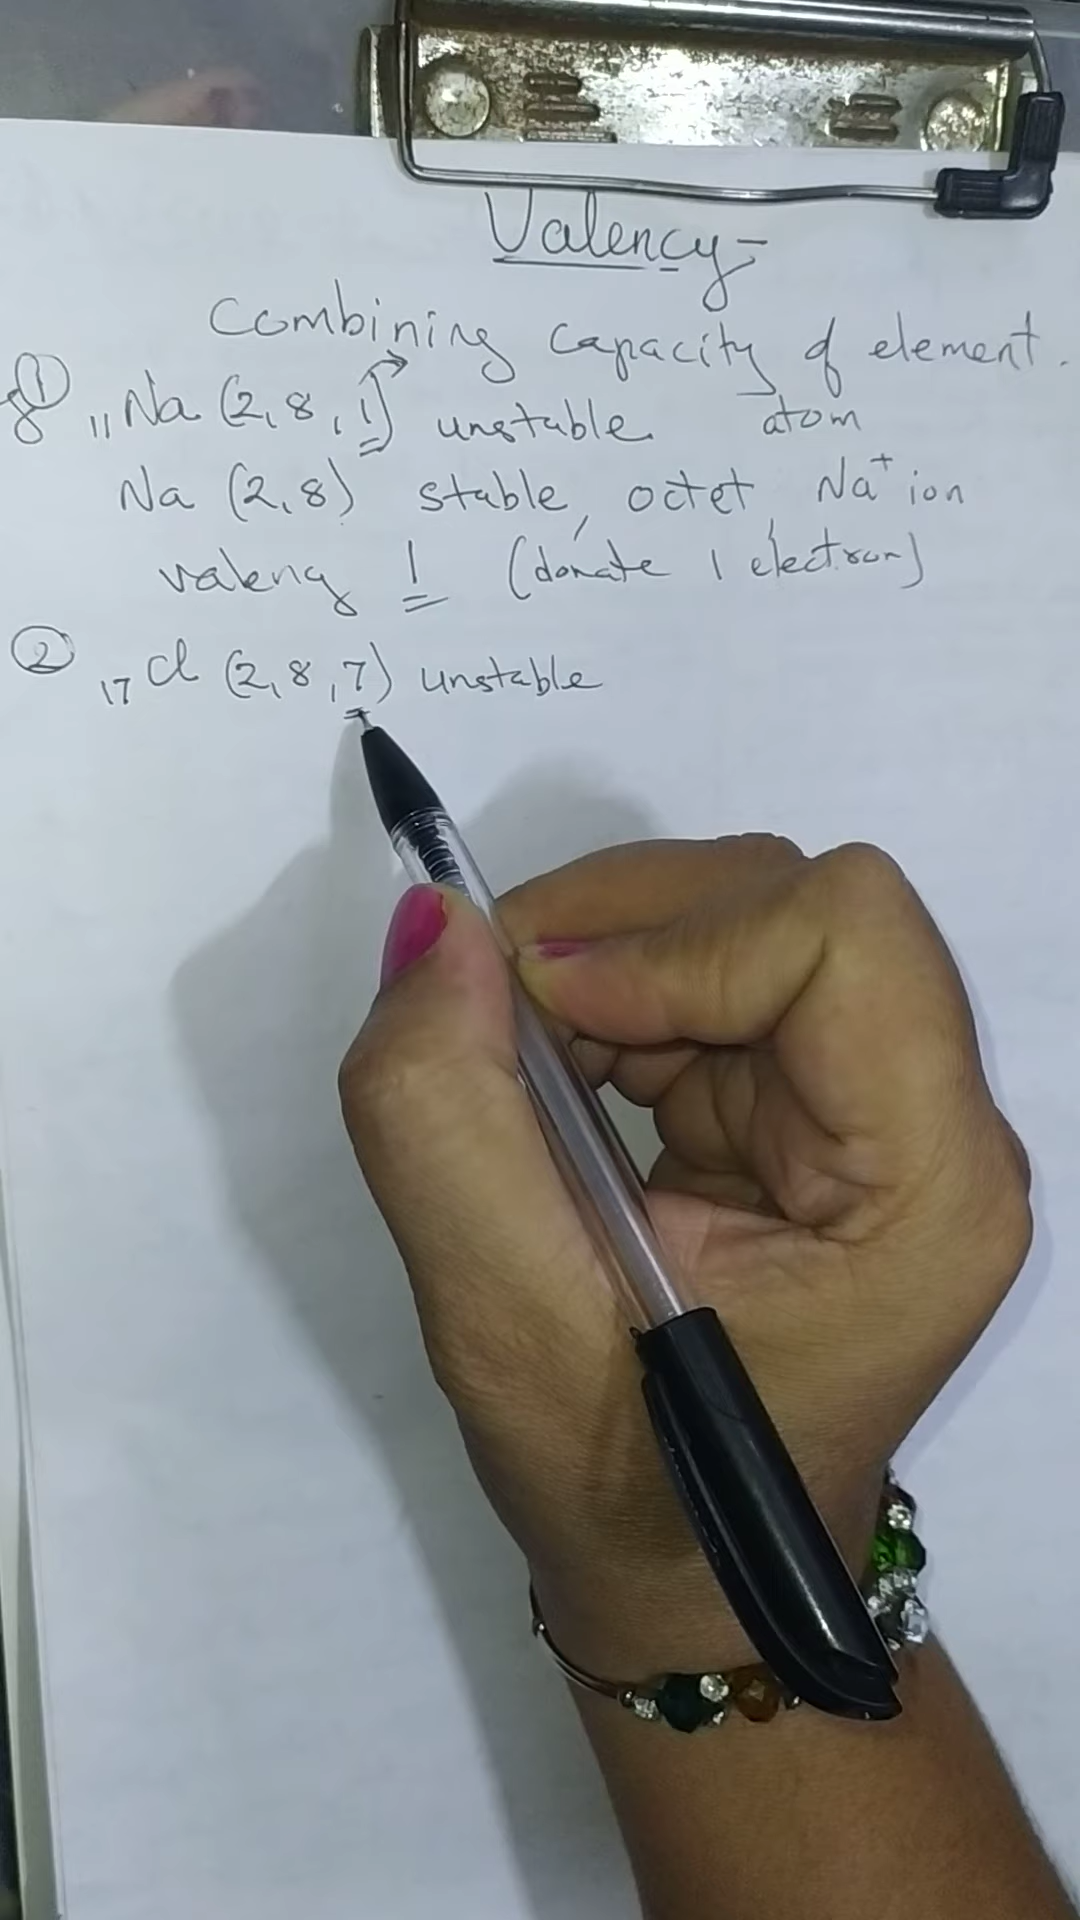 Valency-
Combining capacity of element.
eg ① ₁₁Na (2, 8, 1) unstable atom
Na (2,8) stable, octet, Na⁺ ion
valency 1 (donate 1 electron)
② ₁₇Cl (2, 8, 7) unstable